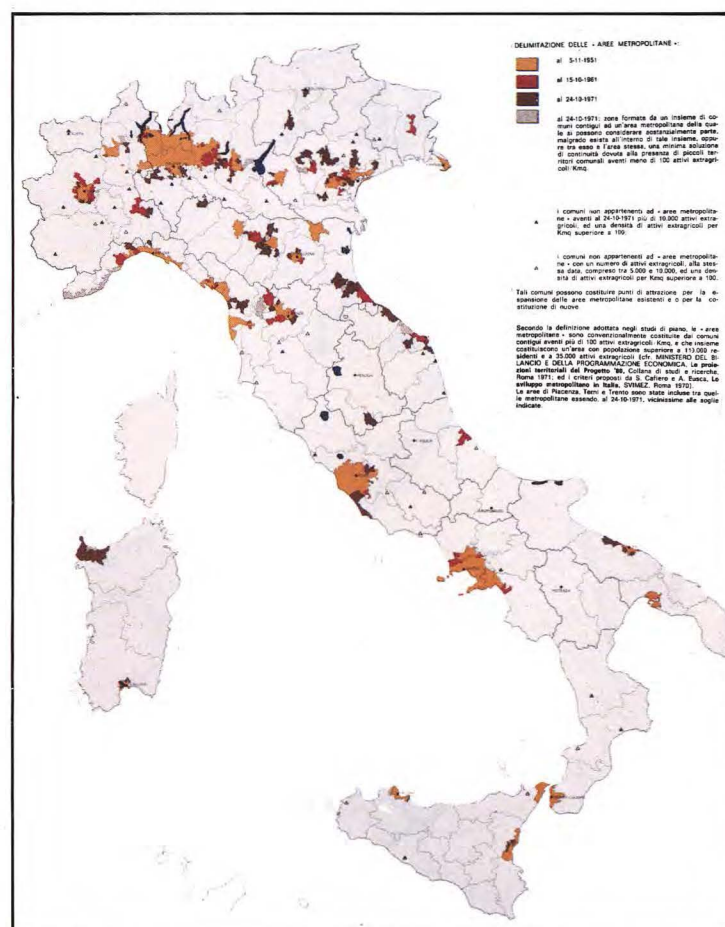 DELIMITAZIONE DELLE « AREE METROPOLITANE »:
al 5-11-1951
al 15-10-1961
al 24-10-1971
al 24-10-1971; zone formate da un insieme di co-
muni contigui ad un'area metropolitana della qua-
le si possono considerare sostanzialmente parte,
malgrado esista all'interno di tale insieme, oppu-
re tra esso e l'area stessa, una minima soluzione
di continuità dovuta alla presenza di piccoli ter-
ritori comunali aventi meno di 100 attivi extragri-
coli/Kmq.
i comuni non appartenenti ad « aree metropolita-
ne » aventi al 24-10-1971 più di 10.000 attivi extra-
gricoli, ed una densità di attivi extragricoli per
Kmq superiore a 100.
i comuni non appartenenti ad « aree metropolita-
ne » con un numero di attivi extragricoli, alla stes-
sa data, compreso tra 5.000 e 10.000, ed una den-
sità di attivi extragricoli per Kmq superiore a 100.
Tali comuni possono costituire punti di attrazione per la e-
spansione delle aree metropolitane esistenti e o per la co-
stituzione di nuove
Secondo la definizione adottata negli studi di piano, le « aree
metropolitane » sono convenzionalmente costituite dai comuni
contigui aventi più di 100 attivi extragricoli Kmq, e che insieme
costituiscono un'area con popolazione superiore a 110.000 re-
sidenti e a 35.000 attivi extragricoli (cfr. MINISTERO DEL BI-
LANCIO E DELLA PROGRAMMAZIONE ECONOMICA, Le proie-
zioni territoriali del Progetto '80, Collana di studi e ricerche,
Roma 1971; ed i criteri proposti da S. Cafiero e A. Busca, Lo
sviluppo metropolitano in Italia, SVIMEZ, Roma 1970).
Le aree di Piacenza, Terni e Trento sono state incluse tra quel-
le metropolitane essendo, al 24-10-1971, vicinissime alle soglie
indicate.
PERUGIA
L'AQUILA
CAMPOBASSO
POTENZA